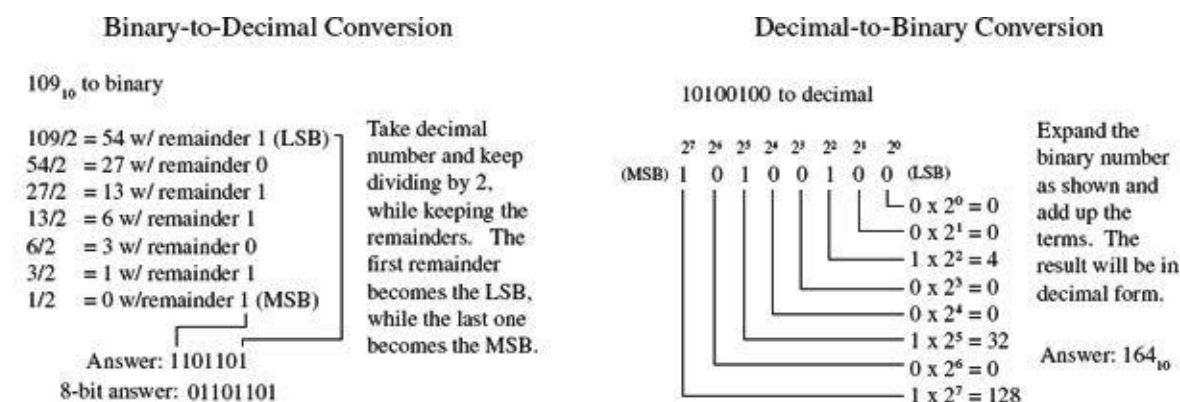 Binary-to-Decimal Conversion
109₁₀ to binary
109/2 = 54 w/ remainder 1 (LSB)
54/2 = 27 w/ remainder 0
27/2 = 13 w/ remainder 1
13/2 = 6 w/ remainder 1
6/2 = 3 w/ remainder 0
3/2 = 1 w/ remainder 1
1/2 = 0 w/remainder 1 (MSB)
Answer: 1101101
8-bit answer: 01101101
Take decimal
number and keep
dividing by 2,
while keeping the
remainders. The
first remainder
becomes the LSB,
while the last one
becomes the MSB.
Decimal-to-Binary Conversion
10100100 to decimal
2⁷ 2⁶ 2⁵ 2⁴ 2³ 2² 2¹ 2⁰
(MSB) 1 0 1 0 0 1 0 0 (LSB)
0 x 2⁰ = 0
0 x 2¹ = 0
1 x 2² = 4
0 x 2³ = 0
0 x 2⁴ = 0
1 x 2⁵ = 32
0 x 2⁶ = 0
1 x 2⁷ = 128
Expand the
binary number
as shown and
add up the
terms. The
result will be in
decimal form.
Answer: 164₁₀